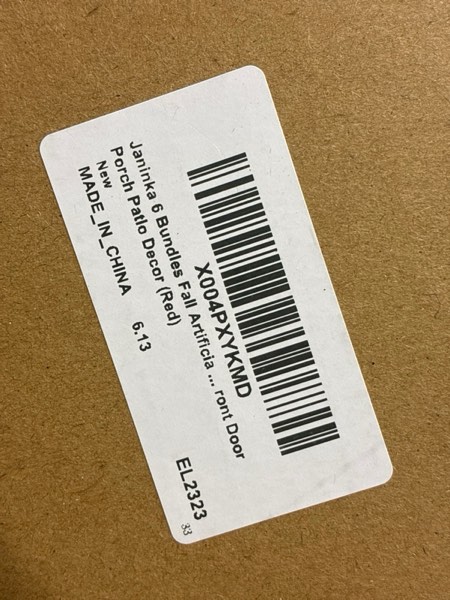 X004PXYKMD
Janinka 6 Bundles Fall Artificia ... ront Door
Porch Patio Decor (Red)
New
MADE_IN_CHINA 6.13
EL2323
33